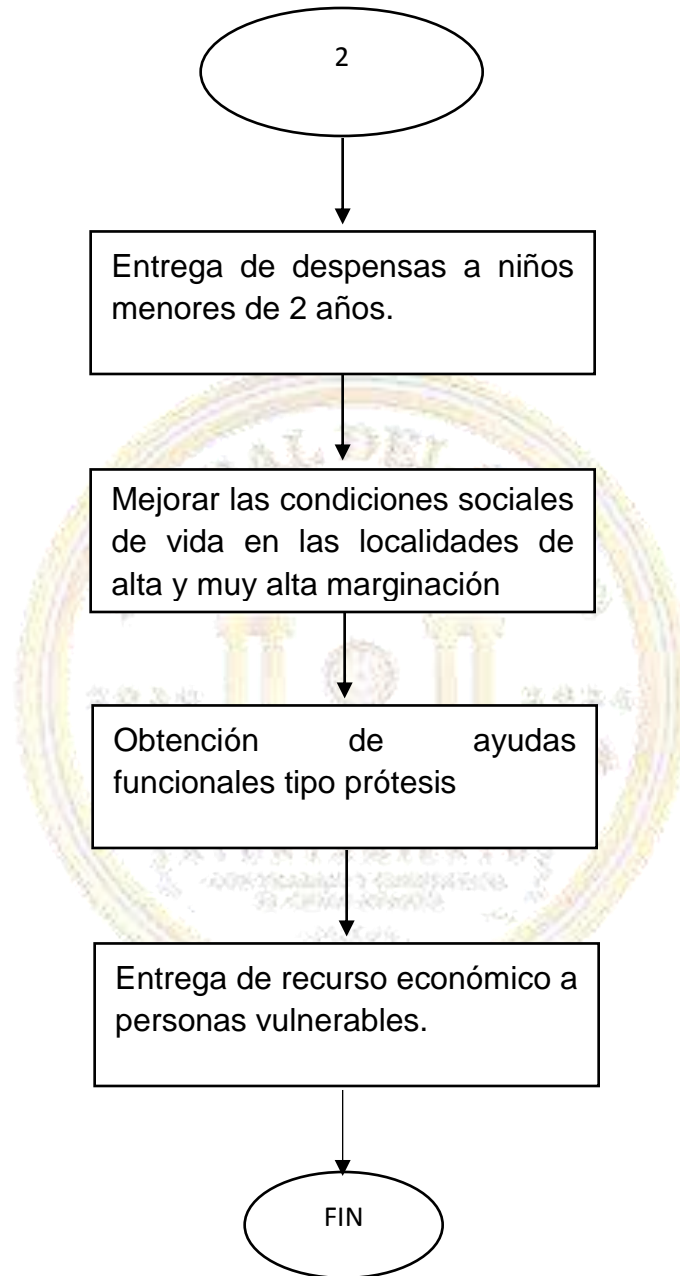 2
Entrega de despensas a niños
menores de 2 años.
Mejorar las condiciones sociales
de vida en las localidades de
alta y muy alta marginación
Obtención de ayudas
funcionales tipo prótesis
Entrega de recurso económico a
personas vulnerables.
FIN